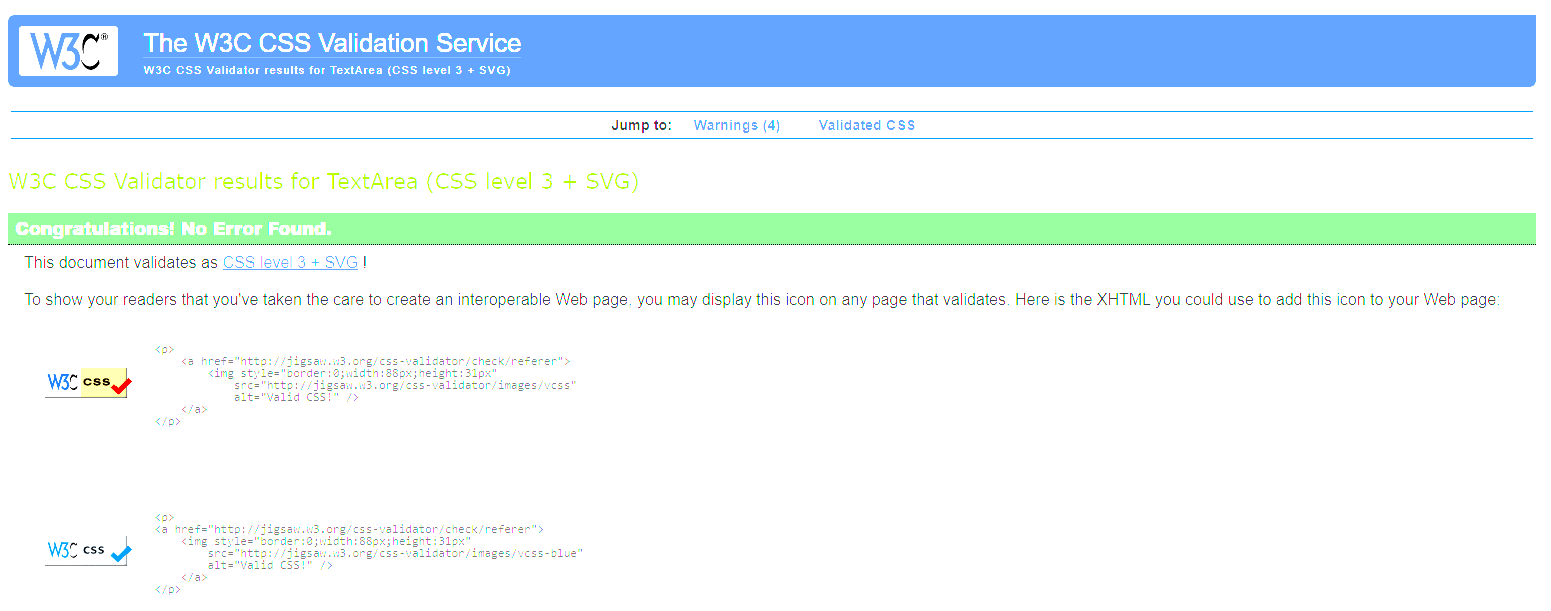 W3C®
The W3C CSS Validation Service
W3C CSS Validator results for TextArea (CSS level 3 + SVG)
Jump to: Warnings (4) Validated CSS
W3C CSS Validator results for TextArea (CSS level 3 + SVG)
Congratulations! No Error Found.
This document validates as CSS level 3 + SVG !
To show your readers that you've taken the care to create an interoperable Web page, you may display this icon on any page that validates. Here is the XHTML you could use to add this icon to your Web page:
W3C css
<p>
<a href="http://jigsaw.w3.org/css-validator/check/referer">
<img style="border:0;width:88px;height:31px"
src="http://jigsaw.w3.org/css-validator/images/vcss"
alt="Valid CSS!" />
</a>
</p>
W3C css
<p>
<a href="http://jigsaw.w3.org/css-validator/check/referer">
<img style="border:0;width:88px;height:31px"
src="http://jigsaw.w3.org/css-validator/images/vcss-blue"
alt="Valid CSS!" />
</a>
</p>